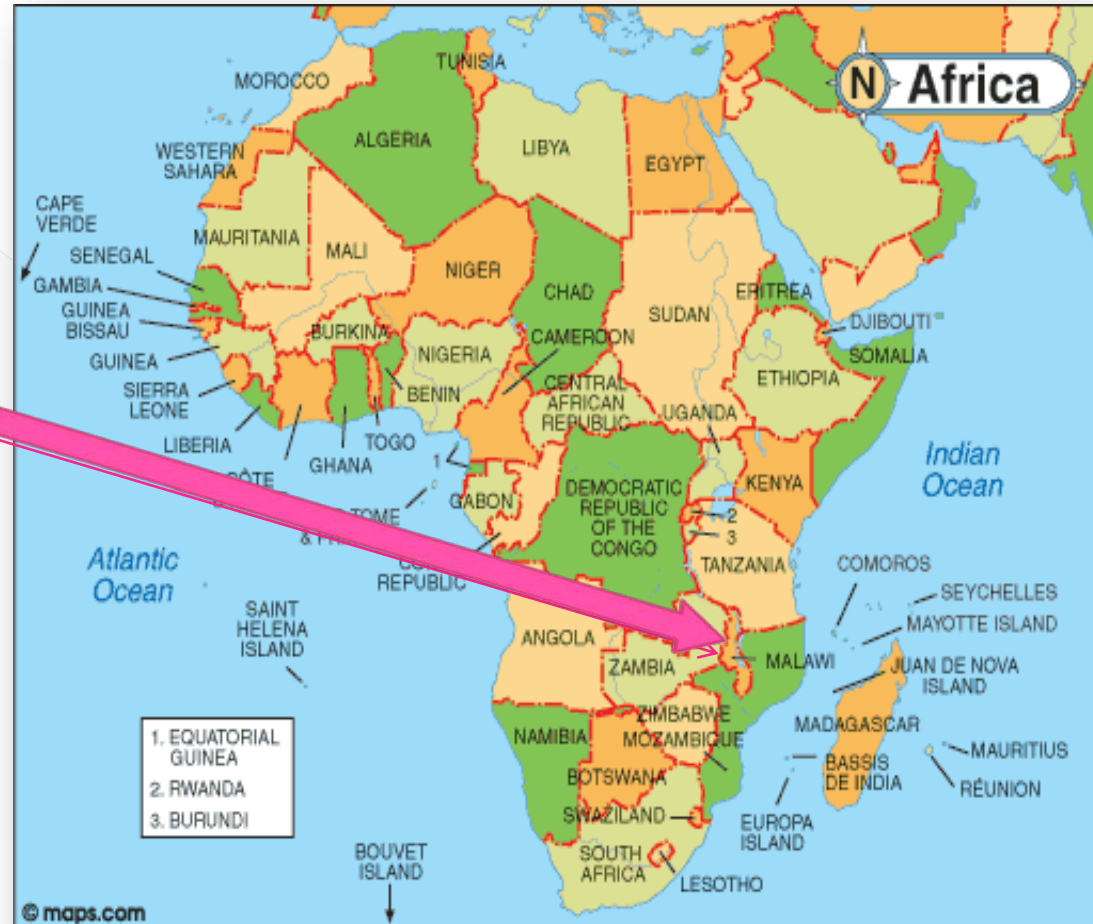 N Africa
TUNISIA
MOROCCO
ALGERIA
LIBYA
EGYPT
WESTERN
SAHARA
CAPE
VERDE
MAURITANIA
MALI
NIGER
CHAD
SUDAN
ERITREA
SENEGAL
GAMBIA
GUINEA
BISSAU
GUINEA
SIERRA
LEONE
LIBERIA
BURKINA
NIGERIA
BENIN
TOGO
GHANA
CAMEROON
CENTRAL
AFRICAN
REPUBLIC
DJIBOUTI
SOMALIA
ETHIOPIA
UGANDA
KENYA
Indian
Ocean
1
GABON
DEMOCRATIC
REPUBLIC
OF THE
CONGO
2
3
TANZANIA
REPUBLIC
Atlantic
Ocean
SAINT
HELENA
ISLAND
ANGOLA
ZAMBIA
MALAWI
COMOROS
SEYCHELLES
MAYOTTE ISLAND
JUAN DE NOVA
ISLAND
MADAGASCAR
MAURITIUS
BASSIS
DE INDIA
RÉUNION
EUROPA
ISLAND
ZIMBABWE
MOZAMBIQUE
NAMIBIA
BOTSWANA
SWAZILAND
SOUTH
AFRICA
LESOTHO
1. EQUATORIAL
GUINEA
2. RWANDA
3. BURUNDI
BOUVET
ISLAND
© maps.com